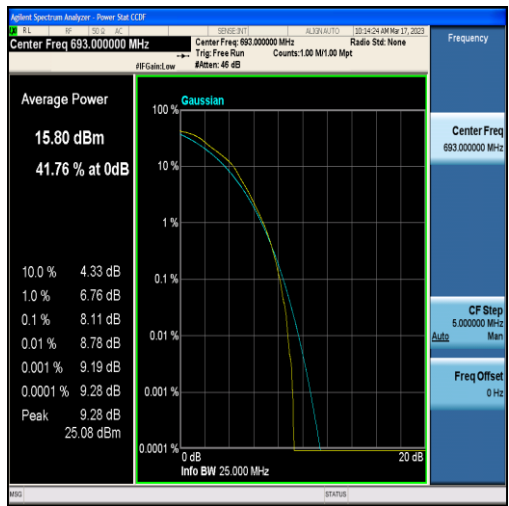 Agilent Spectrum Analyzer - Power Stat CCDF
RL RF 50 Ω AC SENSE:INT ALIGN AUTO 10:14:24 AM Mar 17, 2023
Center Freq 693.000000 MHz
Center Freq: 693.000000 MHz Radio Std: None
Trig: Free Run Counts:1.00 M/1.00 Mpt
#IFGain:Low #Atten: 46 dB
Frequency
Average Power
15.80 dBm
41.76 % at 0dB
10.0 % 4.33 dB
1.0 % 6.76 dB
0.1 % 8.11 dB
0.01 % 8.78 dB
0.001 % 9.19 dB
0.0001 % 9.28 dB
Peak 9.28 dB
25.08 dBm
Gaussian
100 %
10 %
1 %
0.1 %
0.01 %
0.001 %
0.0001 %
0 dB 20 dB
Info BW 25.000 MHz
Center Freq
693.000000 MHz
CF Step
5.000000 MHz
Auto Man
Freq Offset
0 Hz
MSG STATUS